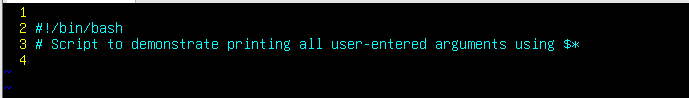 1
2 #!/bin/bash
3 # Script to demonstrate printing all user-entered arguments using $*
4
~
~